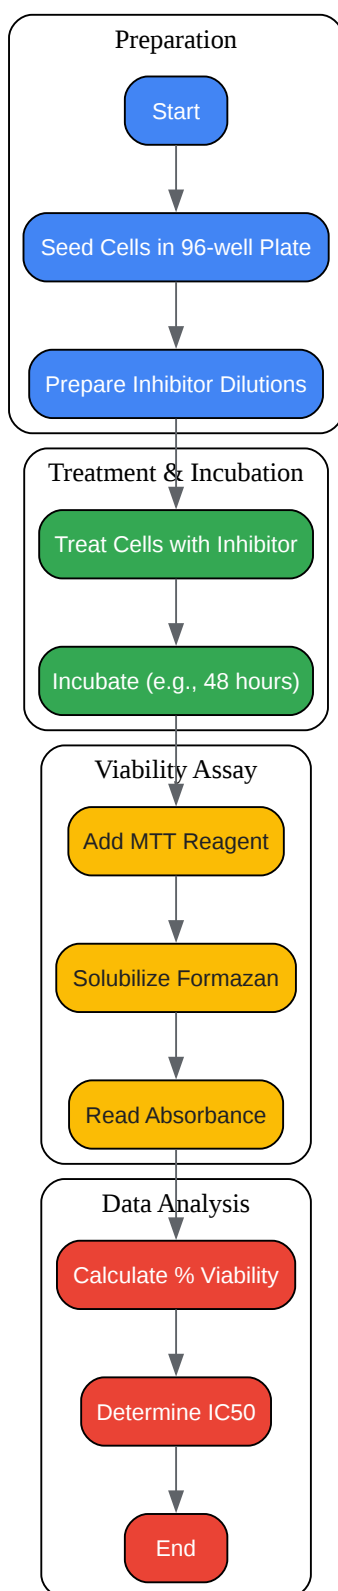 Preparation
Start
Seed Cells in 96-well Plate
Prepare Inhibitor Dilutions
Treatment & Incubation
Treat Cells with Inhibitor
Incubate (e.g., 48 hours)
Viability Assay
Add MTT Reagent
Solubilize Formazan
Read Absorbance
Data Analysis
Calculate % Viability
Determine IC50
End